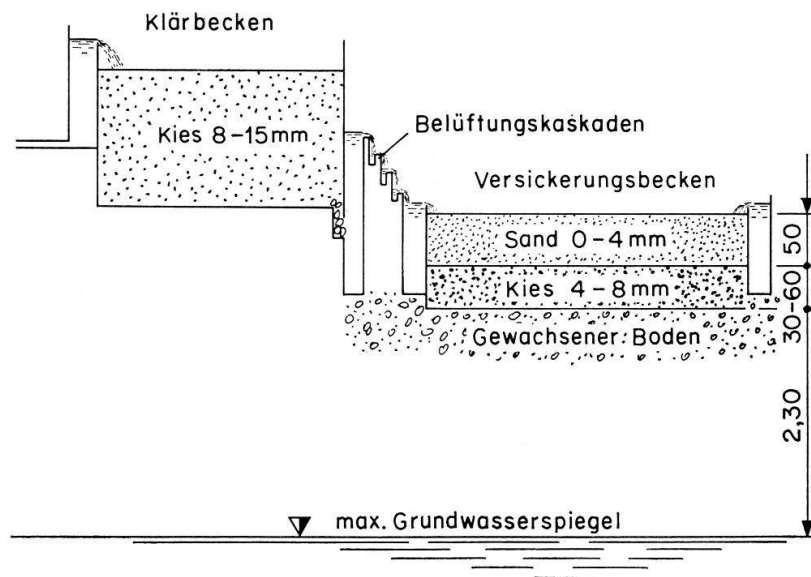 Klärbecken
Kies 8-15mm
Belüftungskaskaden
Versickerungsbecken
Sand 0-4mm
Kies 4-8mm
Gewachsener Boden
50
30-60
2,30
max. Grundwasserspiegel